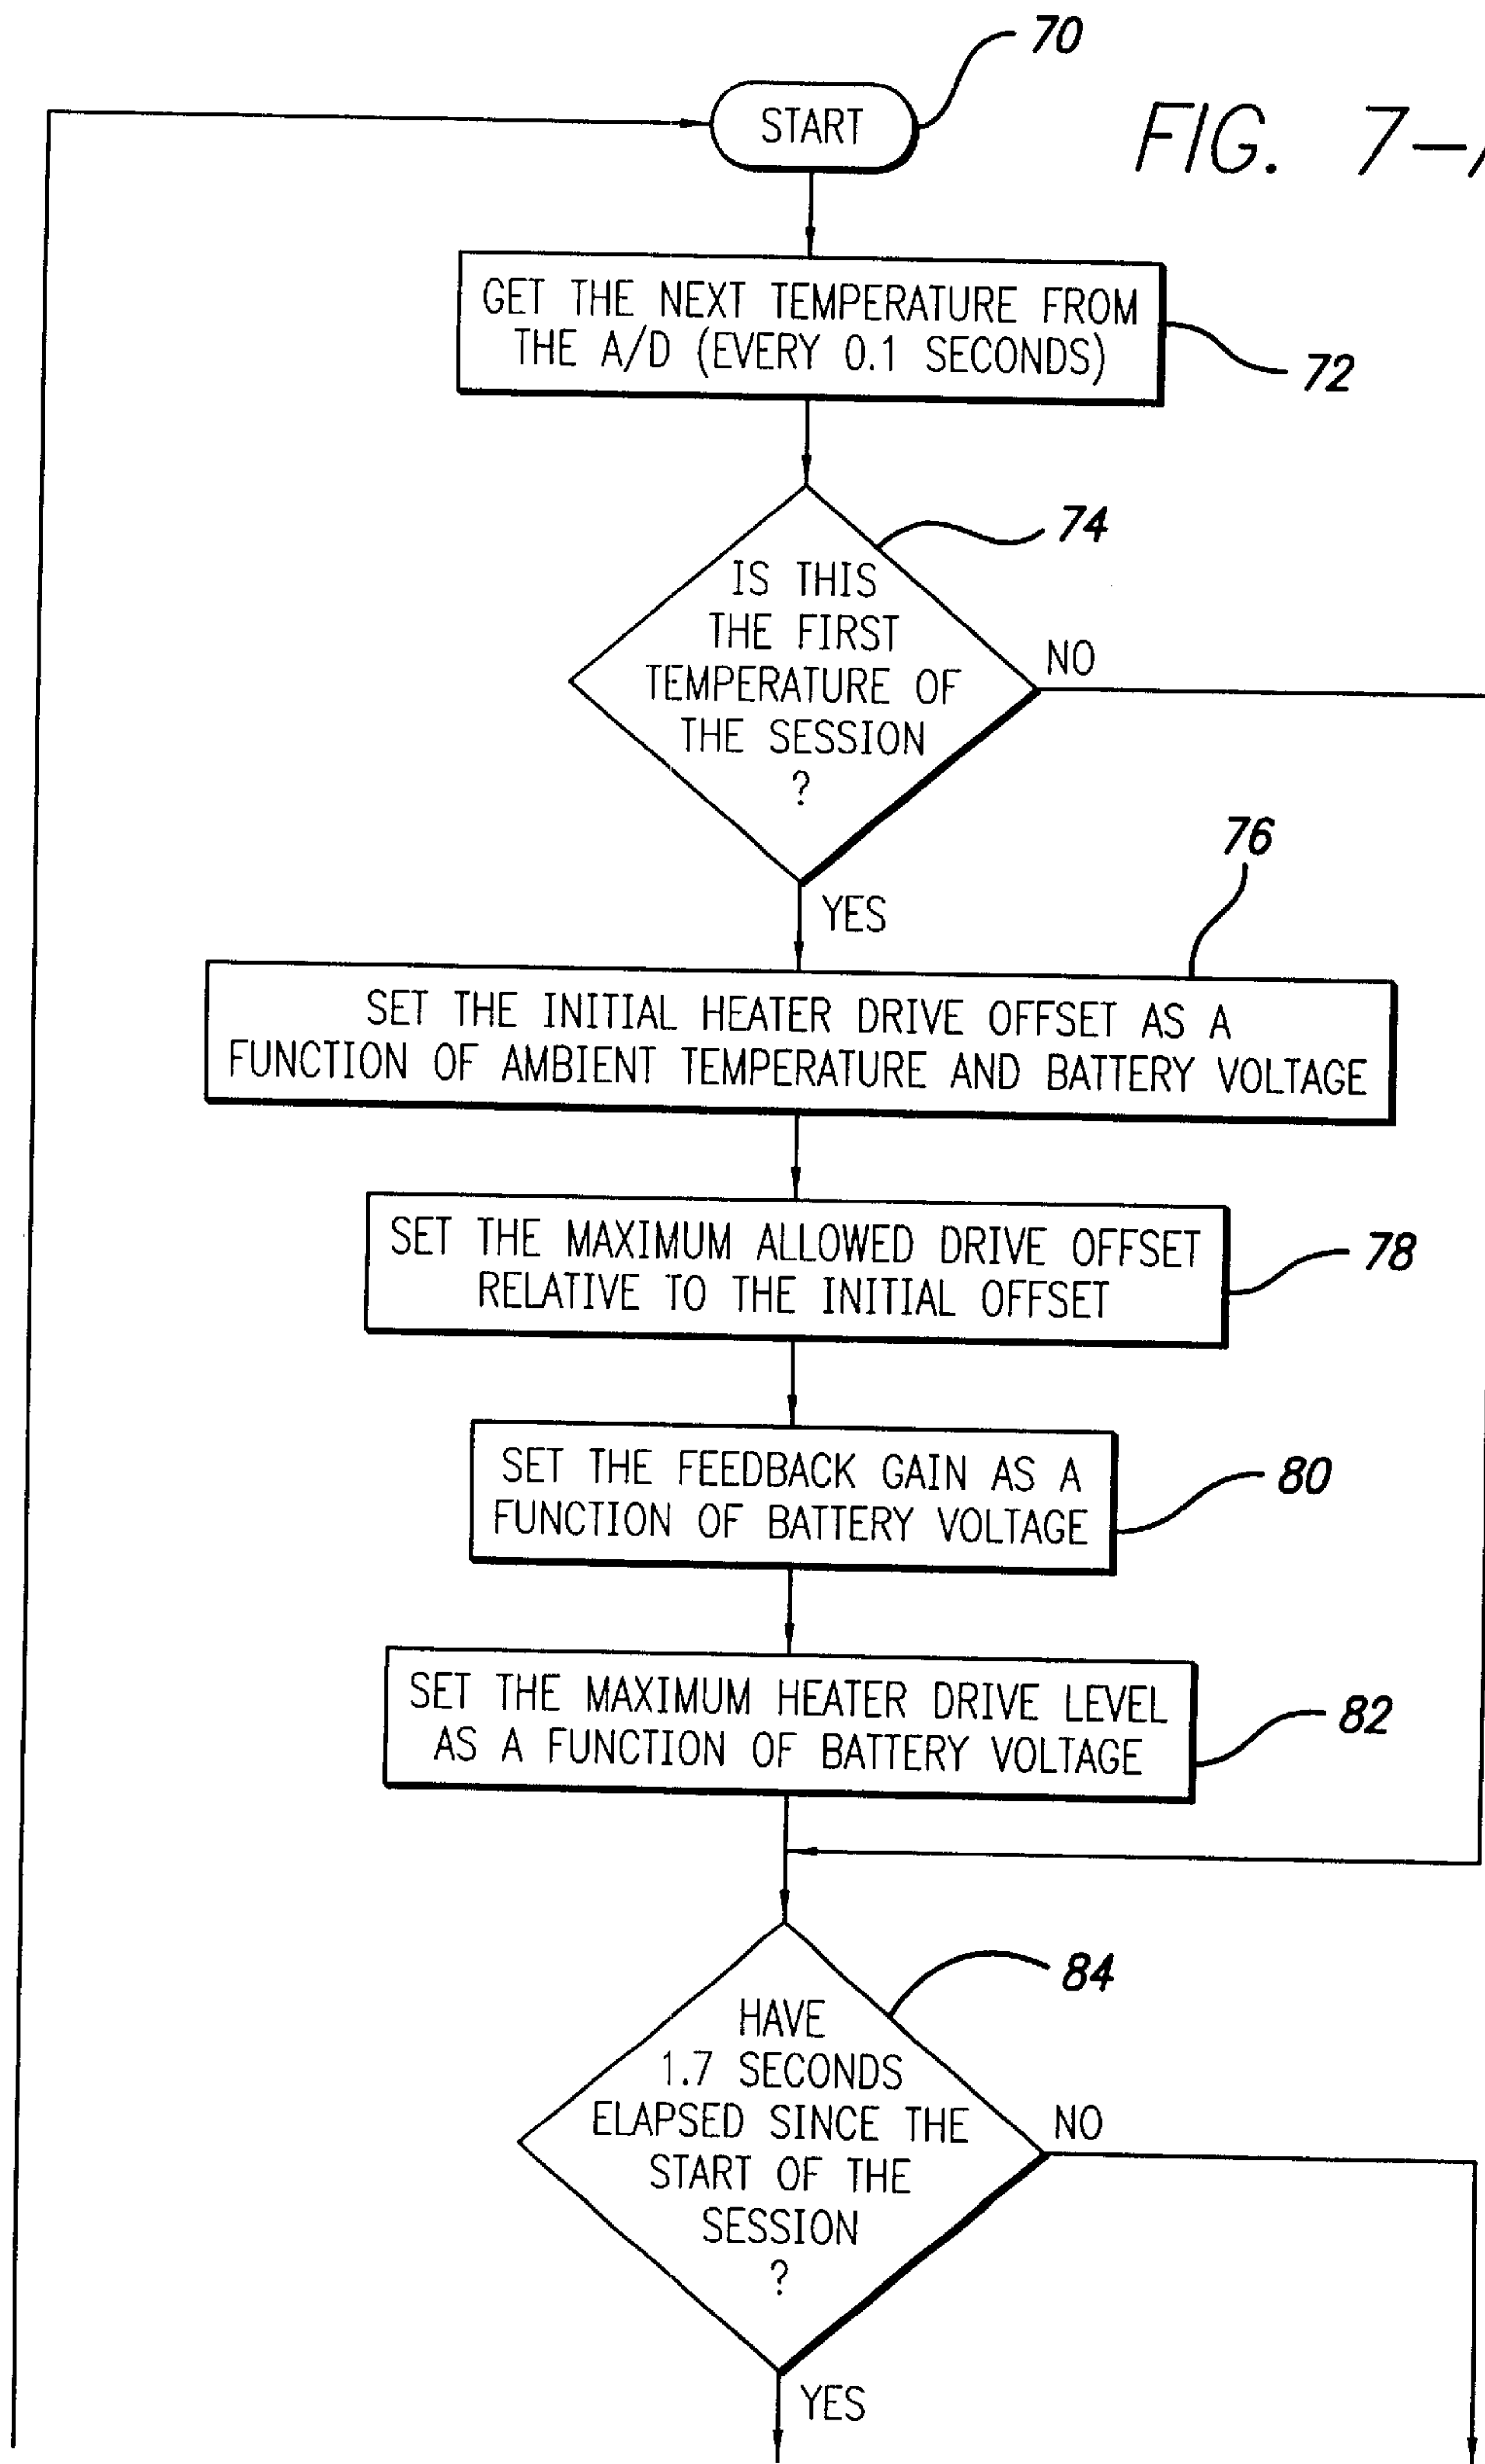 70
START
FIG. 7-
GET THE NEXT TEMPERATURE FROM
THE A/D (EVERY 0.1 SECONDS)
72
74
IS THIS
THE FIRST
TEMPERATURE OF
THE SESSION
?
NO
YES
76
SET THE INITIAL HEATER DRIVE OFFSET AS A
FUNCTION OF AMBIENT TEMPERATURE AND BATTERY VOLTAGE
SET THE MAXIMUM ALLOWED DRIVE OFFSET
RELATIVE TO THE INITIAL OFFSET
78
SET THE FEEDBACK GAIN AS A
FUNCTION OF BATTERY VOLTAGE
80
SET THE MAXIMUM HEATER DRIVE LEVEL
AS A FUNCTION OF BATTERY VOLTAGE
82
84
HAVE
1.7 SECONDS
ELAPSED SINCE THE
START OF THE
SESSION
?
NO
YES